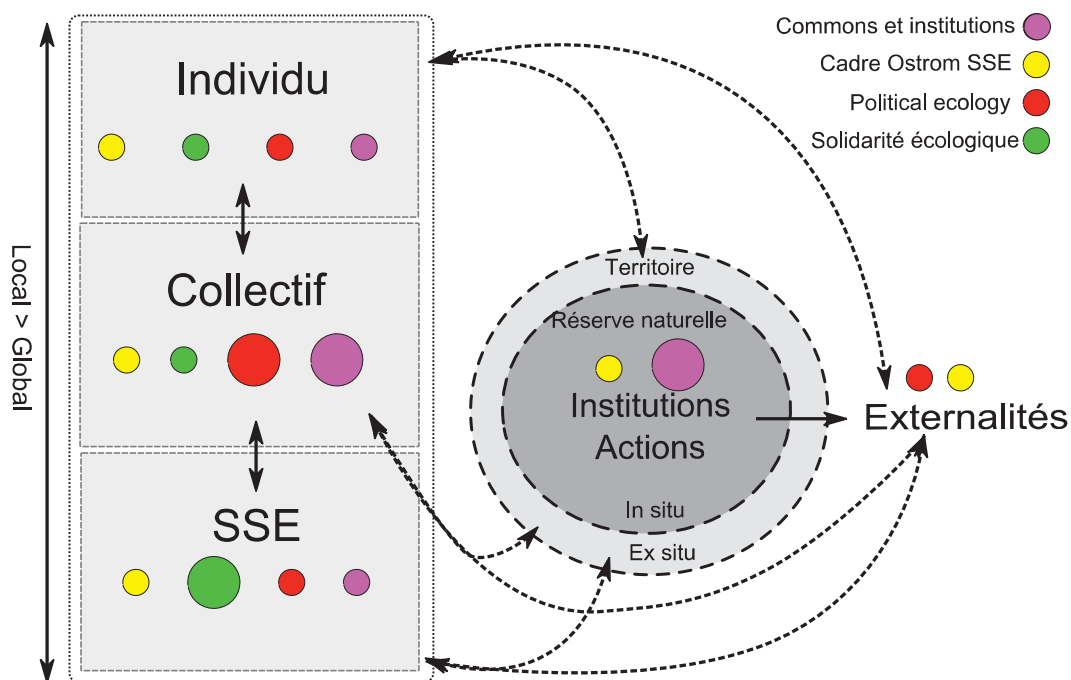 Commons et institutions
Cadre Ostrom SSE
Political ecology
Solidarité écologique
Local > Global
Individu
Collectif
SSE
Territoire
Réserve naturelle
Institutions
Actions
In situ
Ex situ
Externalités